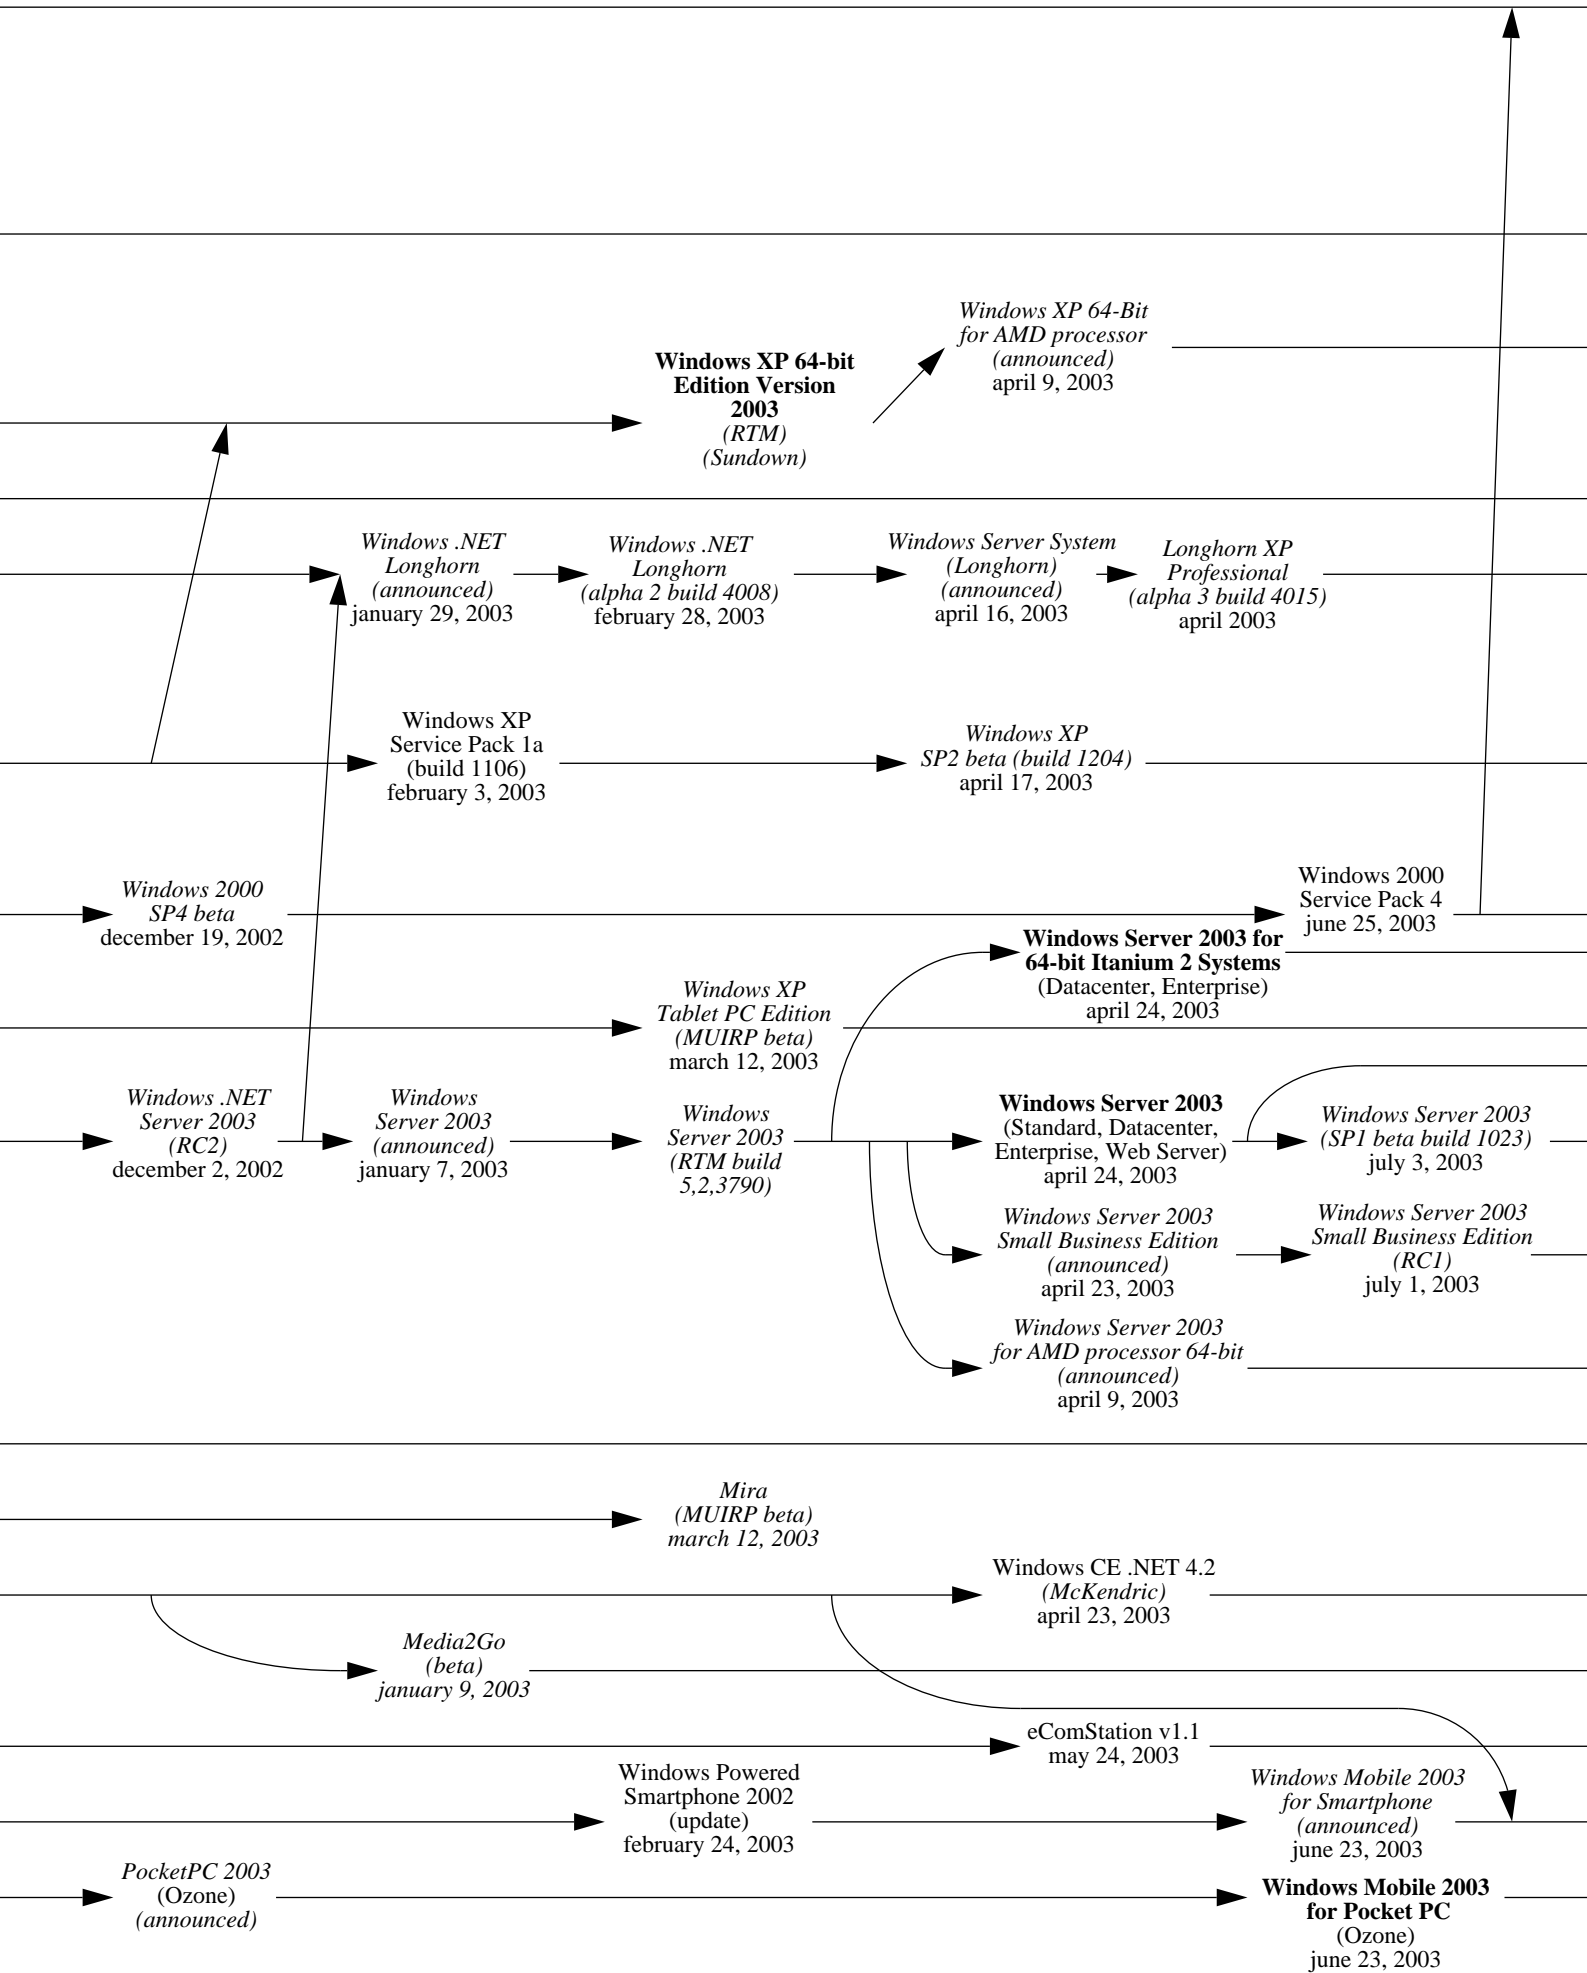 Windows XP 64-Bit
for AMD processor
(announced)
april 9, 2003
Windows XP 64-bit
Edition Version
2003
(RTM)
(Sundown)
Windows .NET
Longhorn
(announced)
january 29, 2003
Windows .NET
Longhorn
(alpha 2 build 4008)
february 28, 2003
Windows Server System
(Longhorn)
(announced)
april 16, 2003
Longhorn XP
Professional
(alpha 3 build 4015)
april 2003
Windows XP
Service Pack 1a
(build 1106)
february 3, 2003
Windows XP
SP2 beta (build 1204)
april 17, 2003
Windows 2000
SP4 beta
december 19, 2002
Windows 2000
Service Pack 4
june 25, 2003
Windows Server 2003 for
64-bit Itanium 2 Systems
(Datacenter, Enterprise)
april 24, 2003
Windows XP
Tablet PC Edition
(MUIRP beta)
march 12, 2003
Windows .NET
Server 2003
(RC2)
december 2, 2002
Windows
Server 2003
(announced)
january 7, 2003
Windows
Server 2003
(RTM build
5,2,3790)
Windows Server 2003
(Standard, Datacenter,
Enterprise, Web Server)
april 24, 2003
Windows Server 2003
(SP1 beta build 1023)
july 3, 2003
Windows Server 2003
Small Business Edition
(announced)
april 23, 2003
Windows Server 2003
Small Business Edition
(RC1)
july 1, 2003
Windows Server 2003
for AMD processor 64-bit
(announced)
april 9, 2003
Mira
(MUIRP beta)
march 12, 2003
Windows CE .NET 4.2
(McKendric)
april 23, 2003
Media2Go
(beta)
january 9, 2003
eComStation v1.1
may 24, 2003
Windows Powered
Smartphone 2002
(update)
february 24, 2003
Windows Mobile 2003
for Smartphone
(announced)
june 23, 2003
PocketPC 2003
(Ozone)
(announced)
Windows Mobile 2003
for Pocket PC
(Ozone)
june 23, 2003